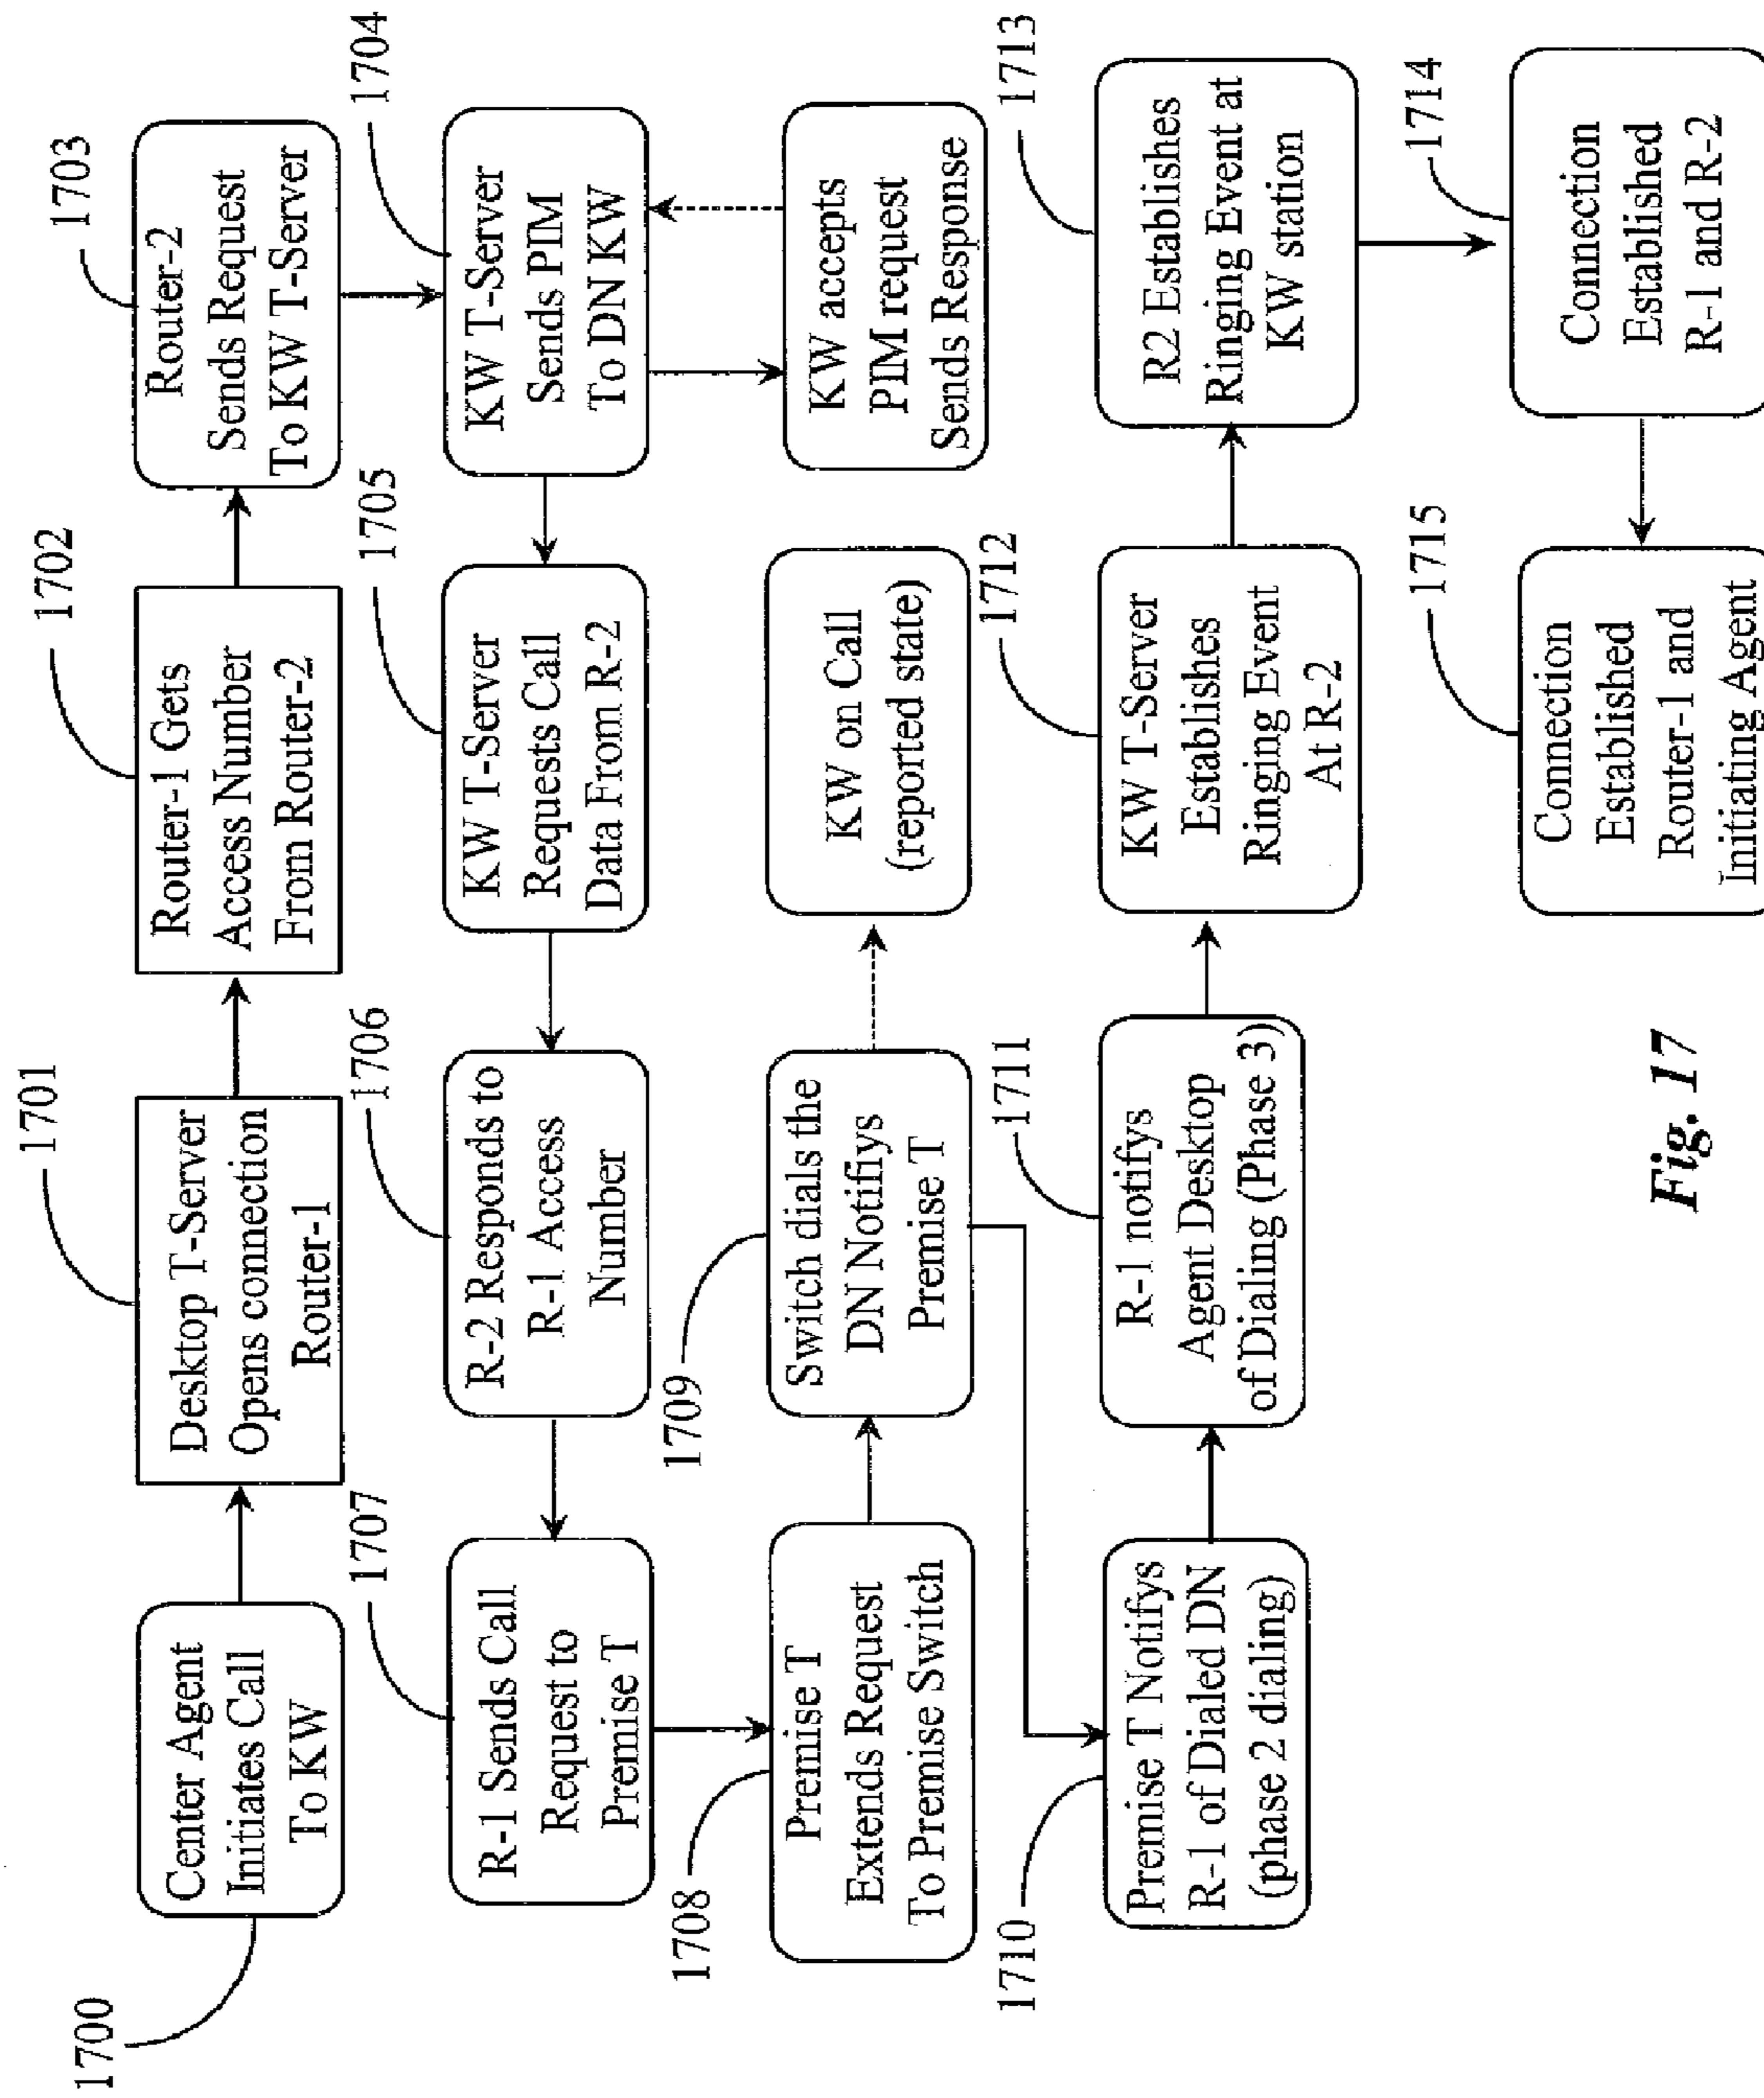 1700
Center Agent
Initiates Call
To KW
1701
Desktop T-Server
Opens connection
Router-1
1702
Router-1 Gets
Access Number
From Router-2
1703
Router-2
Sends Request
To KW T-Server
1704
KW T-Server
Sends PIM
To DN KW
KW accepts
PIM request
Sends Response
1705
KW T-Server
Requests Call
Data From R-2
1706
R-2 Responds to
R-1 Access
Number
1707
R-1 Sends Call
Request to
Premise T
1708
Premise T
Extends Request
To Premise Switch
1709
Switch dials the
DN Notifiys
Premise T
KW on Call
(reported state)
1710
Premise T Notifys
R-1 of Dialed DN
(phase 2 dialing)
1711
R-1 notifys
Agent Desktop
of Dialing (Phase 3)
1712
KW T-Server
Establishes
Ringing Event
At R-2
1713
R2 Establishes
Ringing Event at
KW station
1714
Connection
Established
R-1 and R-2
1715
Connection
Established
Router-1 and
Initiating Agent
Fig. 17